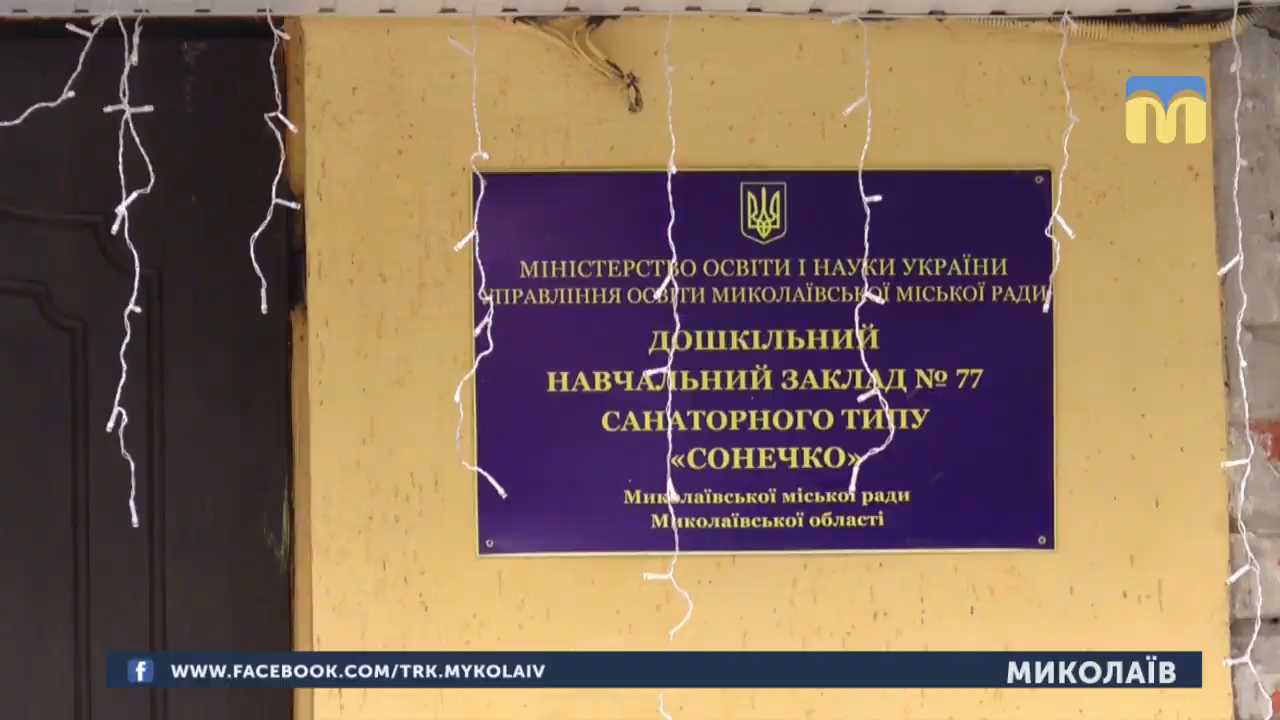 МІНІСТЕРСТВО ОСВІТИ І НАУКИ УКРАЇНИ
УПРАВЛІННЯ ОСВІТИ МИКОЛАЇВСЬКОЇ МІСЬКОЇ РАДИ
ДОШКІЛЬНИЙ
НАВЧАЛЬНИЙ ЗАКЛАД № 77
САНАТОРНОГО ТИПУ
«СОНЕЧКО»
Миколаївської міської ради
Миколаївської області
WWW.FACEBOOK.COM/TRK.MYKOLAIV
МИКОЛАЇВ